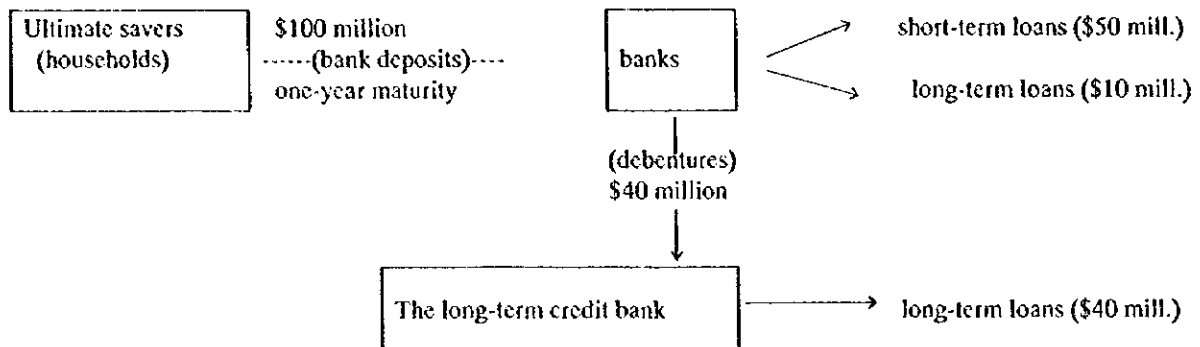 Ultimate savers
(households)
$100 million
------(bank deposits)----
one-year maturity
banks
short-term loans ($50 mill.)
long-term loans ($10 mill.)
(debentures)
$40 million
The long-term credit bank
long-term loans ($40 mill.)